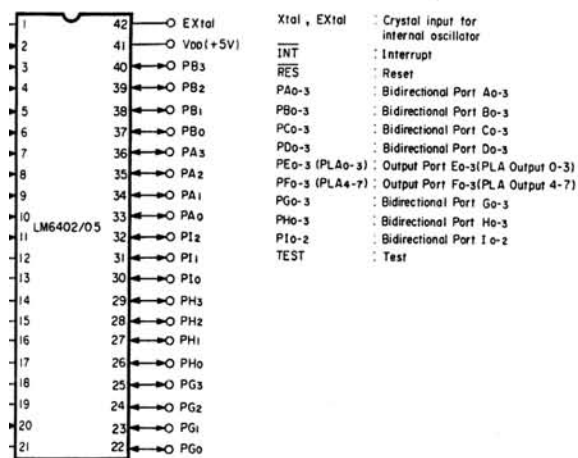 1 42 EXtal
2 41 VDD(+5V)
3 40 PB3
4 39 PB2
5 38 PB1
6 37 PB0
7 36 PA3
8 35 PA2
9 34 PA1
10 33 PA0
LM6402/05
11 32 PI2
12 31 PI1
13 30 PI0
14 29 PH3
15 28 PH2
16 27 PH1
17 26 PH0
18 25 PG3
19 24 PG2
20 23 PG1
21 22 PG0
Xtal , EXtal : Crystal input for
internal oscillator
INT : Interrupt
RES : Reset
PA0-3 : Bidirectional Port A0-3
PB0-3 : Bidirectional Port B0-3
PC0-3 : Bidirectional Port C0-3
PD0-3 : Bidirectional Port D0-3
PE0-3 (PLA0-3) : Output Port E0-3(PLA Output 0-3)
PF0-3 (PLA4-7) : Output Port F0-3(PLA Output 4-7)
PG0-3 : Bidirectional Port G0-3
PH0-3 : Bidirectional Port H0-3
PI0-2 : Bidirectional Port I0-2
TEST : Test